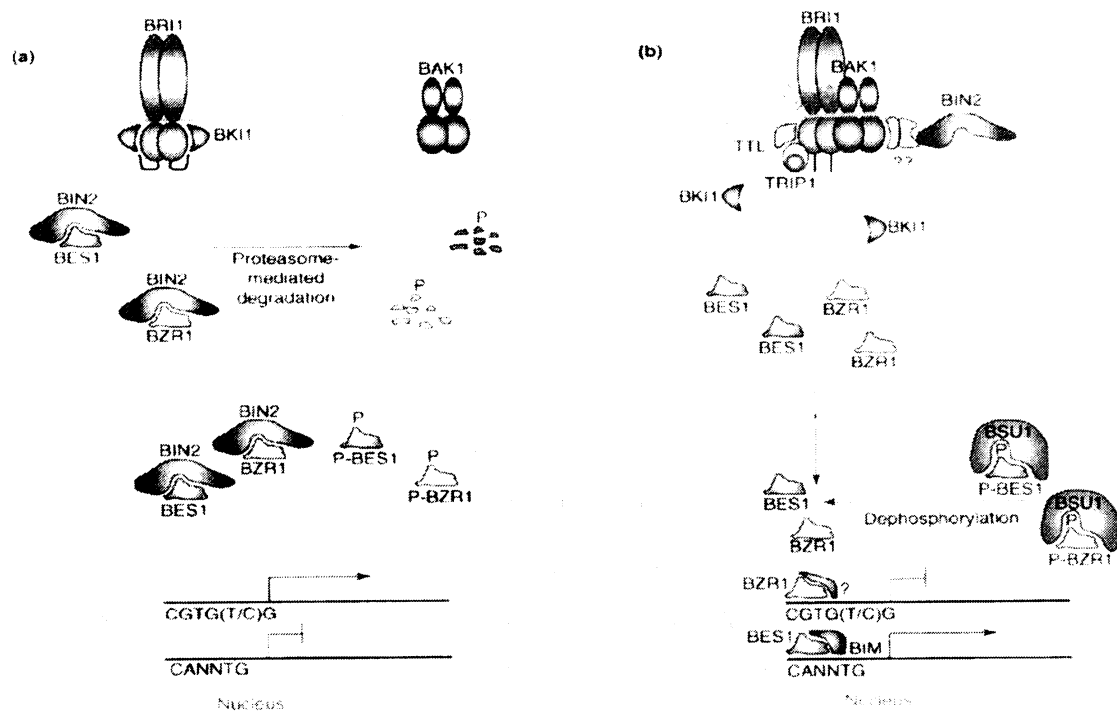 (a)
BRI1
BAK1
BKI1
BIN2
BES1
Proteasome-
mediated
degradation
P
BIN2
BZR1
P
BIN2
BZR1
BIN2
BES1
P
P-BES1
P
P-BZR1
CGTG(T/C)G
CANNTG
Nucleus
(b)
BRI1
BAK1
BIN2
TTL
??
TRIP1
BKI1
BKI1
BES1
BZR1
BES1
BZR1
BSU1
P
P-BES1
BES1
Dephosphorylation
BSU1
P
P-BZR1
BZR1
BZR1
?
CGTG(T/C)G
BES1
BIM
CANNTG
Nucleus